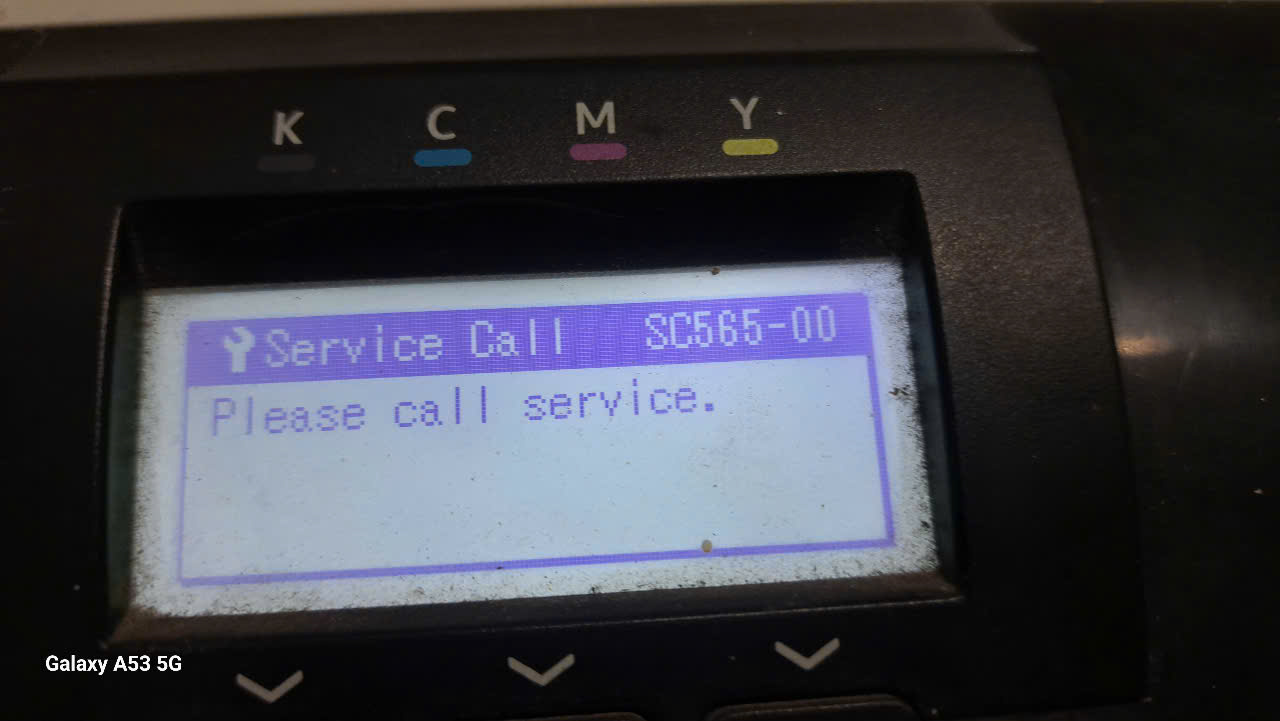 K C M Y
Service Call SC565-00
Please call service.
Galaxy A53 5G